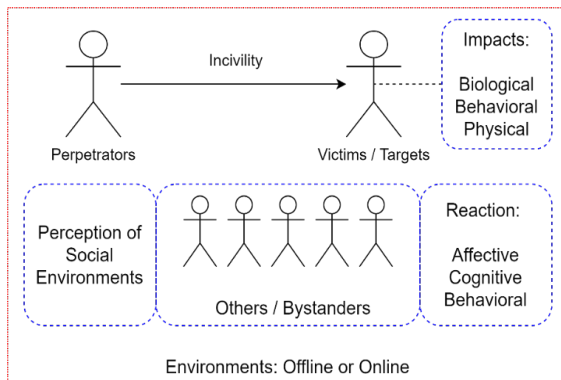 Incivility
Perpetrators
Victims / Targets
Impacts:
Biological
Behavioral
Physical
Perception of
Social
Environments
Others / Bystanders
Reaction:
Affective
Cognitive
Behavioral
Environments: Offline or Online